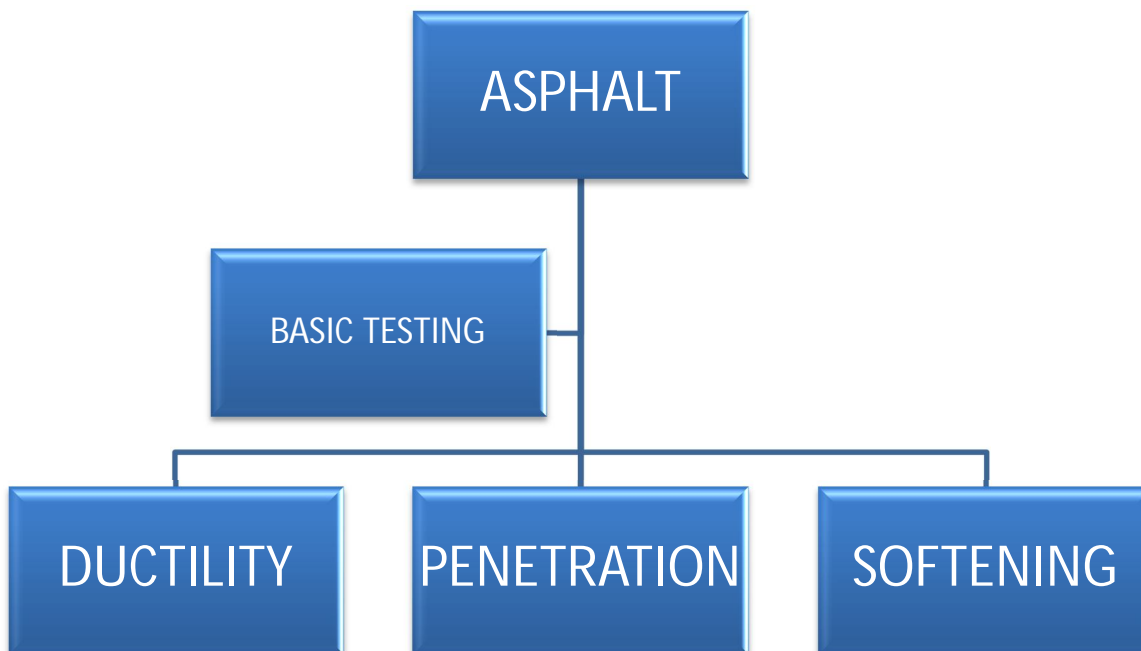 ASPHALT
BASIC TESTING
DUCTILITY
PENETRATION
SOFTENING